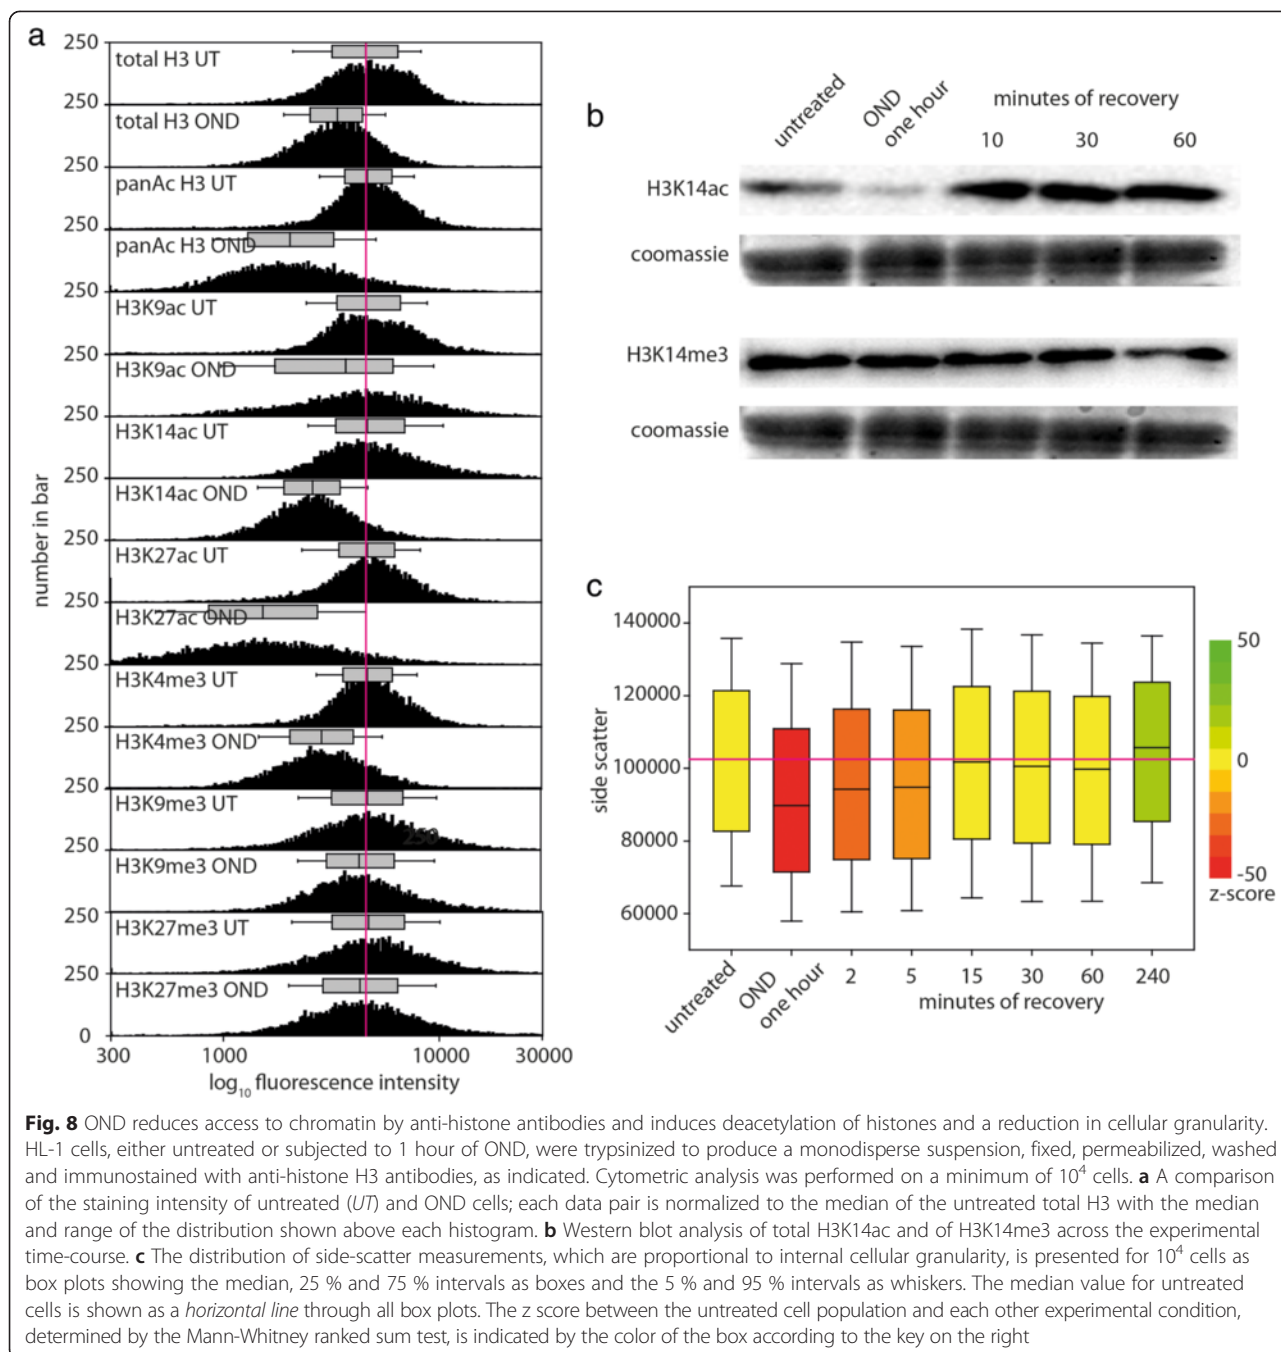 a
250
total H3 UT
250
total H3 OND
250
panAc H3 UT
250
panAc H3 OND
250
H3K9ac UT
250
H3K9ac OND
250
H3K14ac UT
250
H3K14ac OND
250
H3K27ac UT
250
H3K27ac OND
250
H3K4me3 UT
250
H3K4me3 OND
250
H3K9me3 UT
250
250
H3K9me3 OND
250
H3K27me3 UT
250
H3K27me3 OND
0
300 1000 10000 30000
log10 fluorescence intensity
number in bar
b
untreated
OND
one hour
minutes of recovery
10 30 60
H3K14ac
coomassie
H3K14me3
coomassie
c
140000
120000
100000
80000
60000
side scatter
untreated
OND
one hour
2 5 15 30 60 240
minutes of recovery
50
0
-50
z-score
Fig. 8 OND reduces access to chromatin by anti-histone antibodies and induces deacetylation of histones and a reduction in cellular granularity.
HL-1 cells, either untreated or subjected to 1 hour of OND, were trypsinized to produce a monodisperse suspension, fixed, permeabilized, washed
and immunostained with anti-histone H3 antibodies, as indicated. Cytometric analysis was performed on a minimum of 10⁴ cells. a A comparison
of the staining intensity of untreated (UT) and OND cells; each data pair is normalized to the median of the untreated total H3 with the median
and range of the distribution shown above each histogram. b Western blot analysis of total H3K14ac and of H3K14me3 across the experimental
time-course. c The distribution of side-scatter measurements, which are proportional to internal cellular granularity, is presented for 10⁴ cells as
box plots showing the median, 25 % and 75 % intervals as boxes and the 5 % and 95 % intervals as whiskers. The median value for untreated
cells is shown as a horizontal line through all box plots. The z score between the untreated cell population and each other experimental condition,
determined by the Mann-Whitney ranked sum test, is indicated by the color of the box according to the key on the right